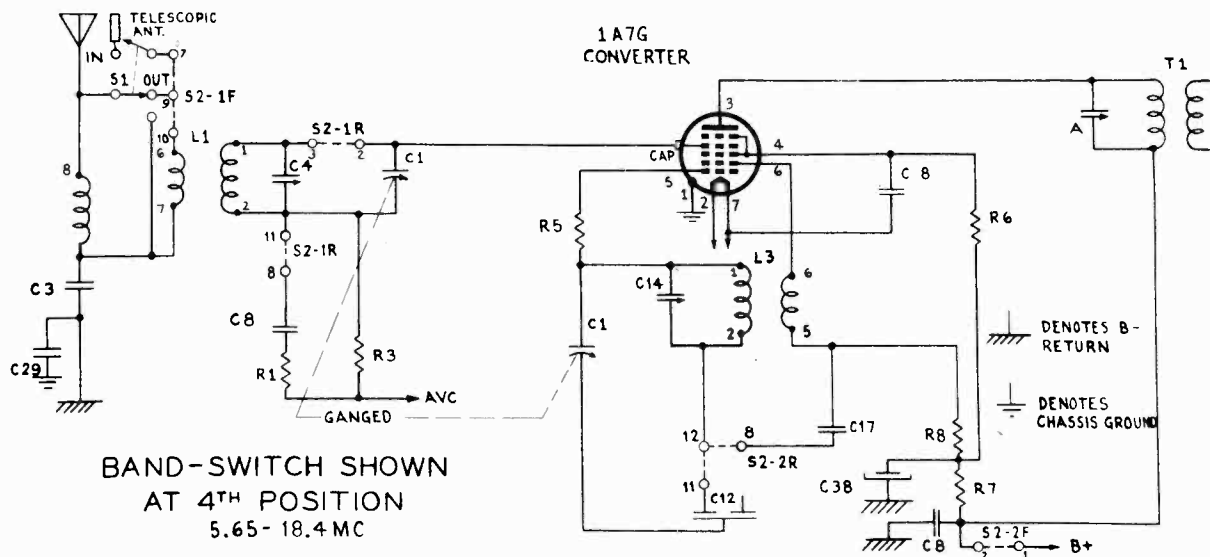 TELESCOPIC
ANT.
IN
7
S1
OUT
9
S2-1F
10
L1
6
7
8
C3
C29
1
2
S2-1R
3
2
C4
C1
11
S2-1R
8
C8
R1
R3
AVC
GANGED
1A7G
CONVERTER
CAP
3
4
5
6
1
2
7
C 8
R5
R6
C14
L3
1
2
6
5
C1
12
8
S2-2R
C17
11
C12
R8
C38
R7
C8
S2-2F
2
1
B+
A
T1
DENOTES B-
RETURN
DENOTES
CHASSIS GROUND
BAND-SWITCH SHOWN
AT 4TH POSITION
5.65-18.4 MC